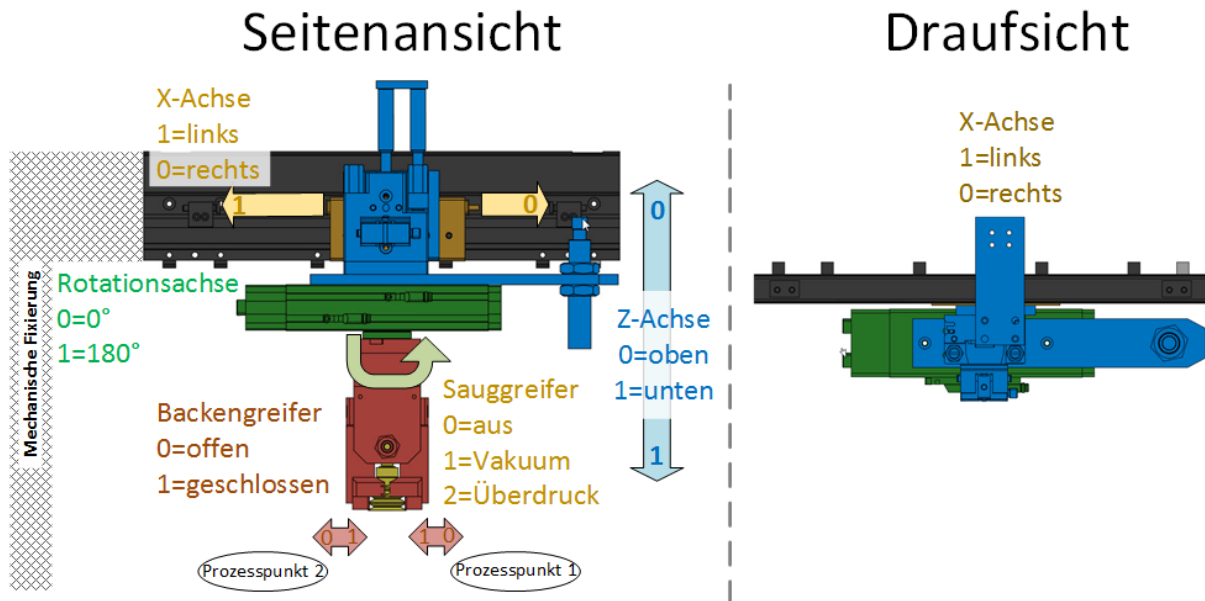 Seitenansicht
Draufsicht
X-Achse
1=links
0=rechts
1
0
0
X-Achse
1=links
0=rechts
Mechanische Fixierung
Rotationsachse
0=0°
1=180°
Z-Achse
0=oben
1=unten
Backengreifer
0=offen
1=geschlossen
Sauggreifer
0=aus
1=Vakuum
2=Überdruck
1
0 1
1 0
Prozesspunkt 2
Prozesspunkt 1